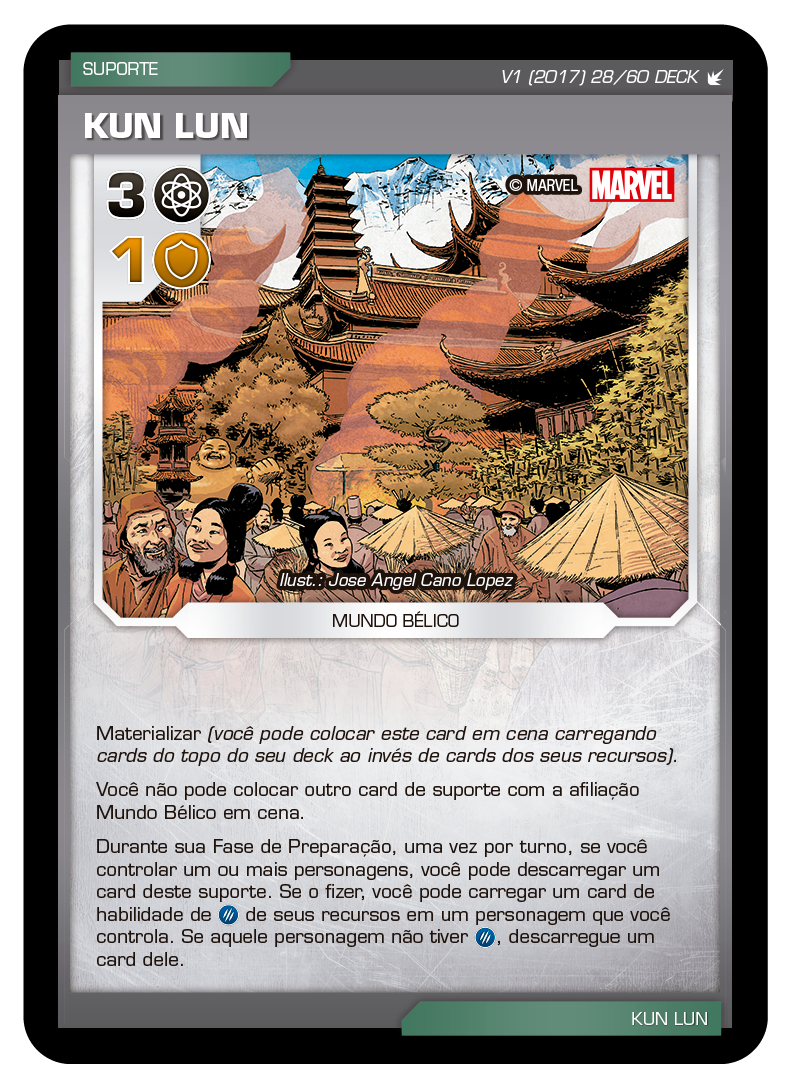 SUPORTE
V1 (2017) 28/60 DECK
KUN LUN
3
© MARVEL MARVEL
1
Ilust.: Jose Angel Cano Lopez
MUNDO BÉLICO
Materializar (você pode colocar este card em cena carregando
cards do topo do seu deck ao invés de cards dos seus recursos).
Você não pode colocar outro card de suporte com a afiliação
Mundo Bélico em cena.
Durante sua Fase de Preparação, uma vez por turno, se você
controlar um ou mais personagens, você pode descarregar um
card deste suporte. Se o fizer, você pode carregar um card de
habilidade de de seus recursos em um personagem que você
controla. Se aquele personagem não tiver , descarregue um
card dele.
KUN LUN